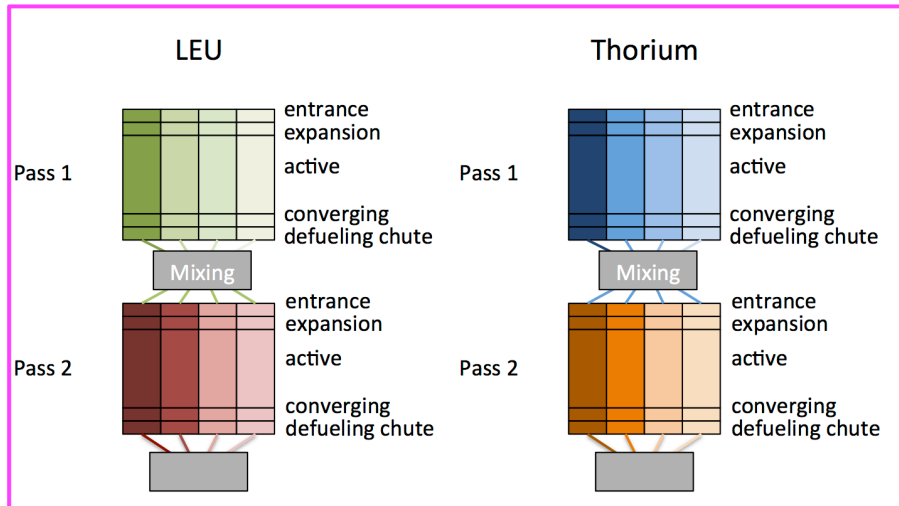 LEU
Thorium
entrance
expansion
Pass 1
active
converging
defueling chute
Mixing
entrance
expansion
Pass 2
active
converging
defueling chute
entrance
expansion
Pass 1
active
converging
defueling chute
Mixing
entrance
expansion
Pass 2
active
converging
defueling chute